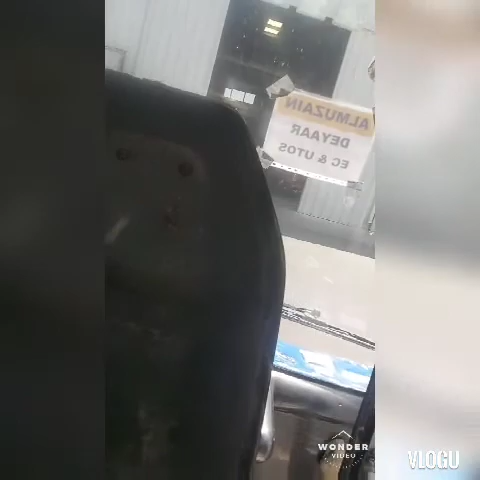 ALMUZAIN
DEYAAR
EC & UTOS
WONDER
VIDEO
VLOGU